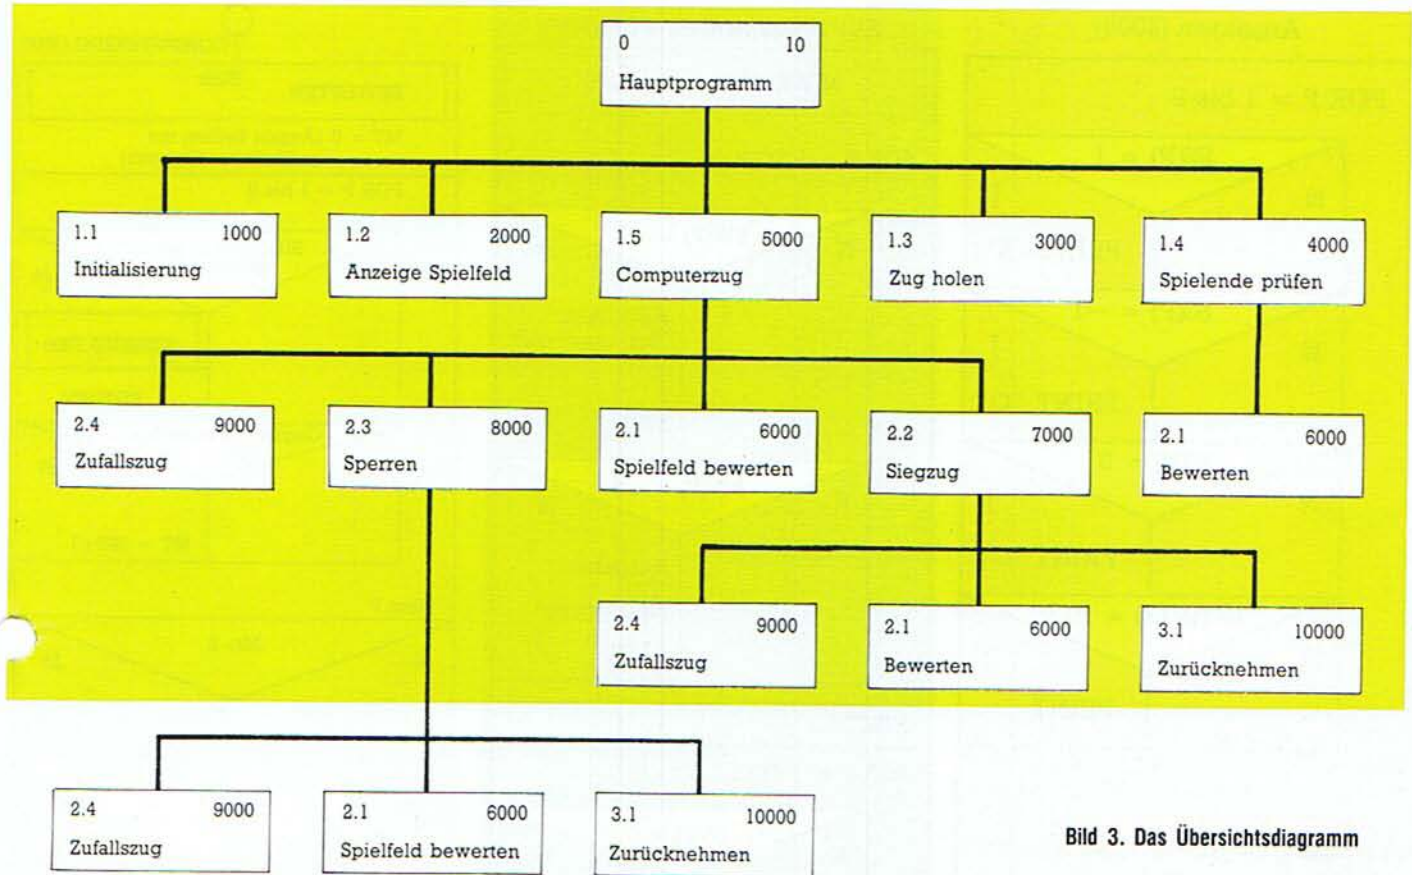 0 10
Hauptprogramm
1.1 1000
Initialisierung
1.2 2000
Anzeige Spielfeld
1.5 5000
Computerzug
1.3 3000
Zug holen
1.4 4000
Spielende prüfen
2.4 9000
Zufallszug
2.3 8000
Sperren
2.1 6000
Spielfeld bewerten
2.2 7000
Siegzug
2.1 6000
Bewerten
2.4 9000
Zufallszug
2.1 6000
Bewerten
3.1 10000
Zurücknehmen
2.4 9000
Zufallszug
2.1 6000
Spielfeld bewerten
3.1 10000
Zurücknehmen
Bild 3. Das Übersichtsdiagramm